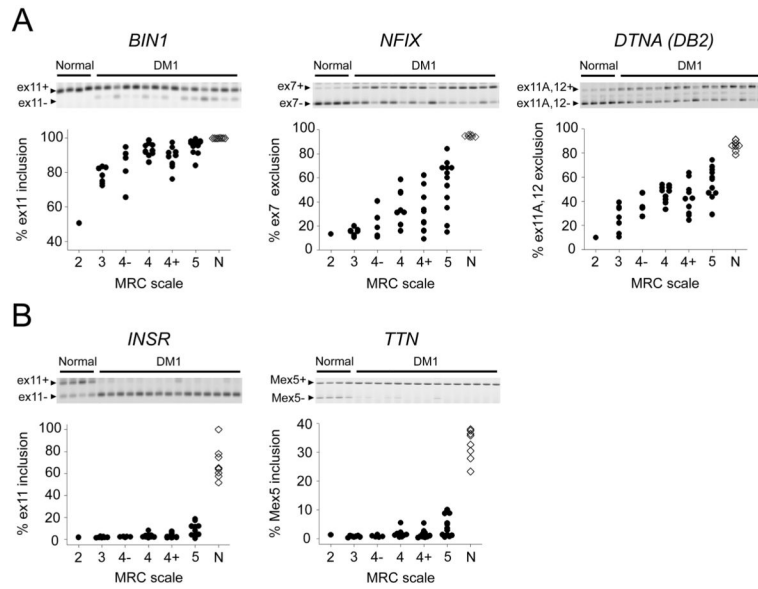 A
BIN1
NFIX
DTNA (DB2)
Normal DM1
Normal DM1
Normal DM1
ex11+
ex11-
ex7+
ex7-
ex11A,12+
ex11A,12-
% ex11 inclusion
100
80
60
40
20
0
2 3 4- 4 4+ 5 N
MRC scale
% ex7 exclusion
100
80
60
40
20
0
2 3 4- 4 4+ 5 N
MRC scale
% ex11A,12 exclusion
100
80
60
40
20
0
2 3 4- 4 4+ 5 N
MRC scale
B
INSR
TTN
Normal DM1
Normal DM1
ex11+
ex11-
Mex5+
Mex5-
% ex11 inclusion
100
80
60
40
20
0
2 3 4- 4 4+ 5 N
MRC scale
% Mex5 inclusion
40
30
20
10
0
2 3 4- 4 4+ 5 N
MRC scale